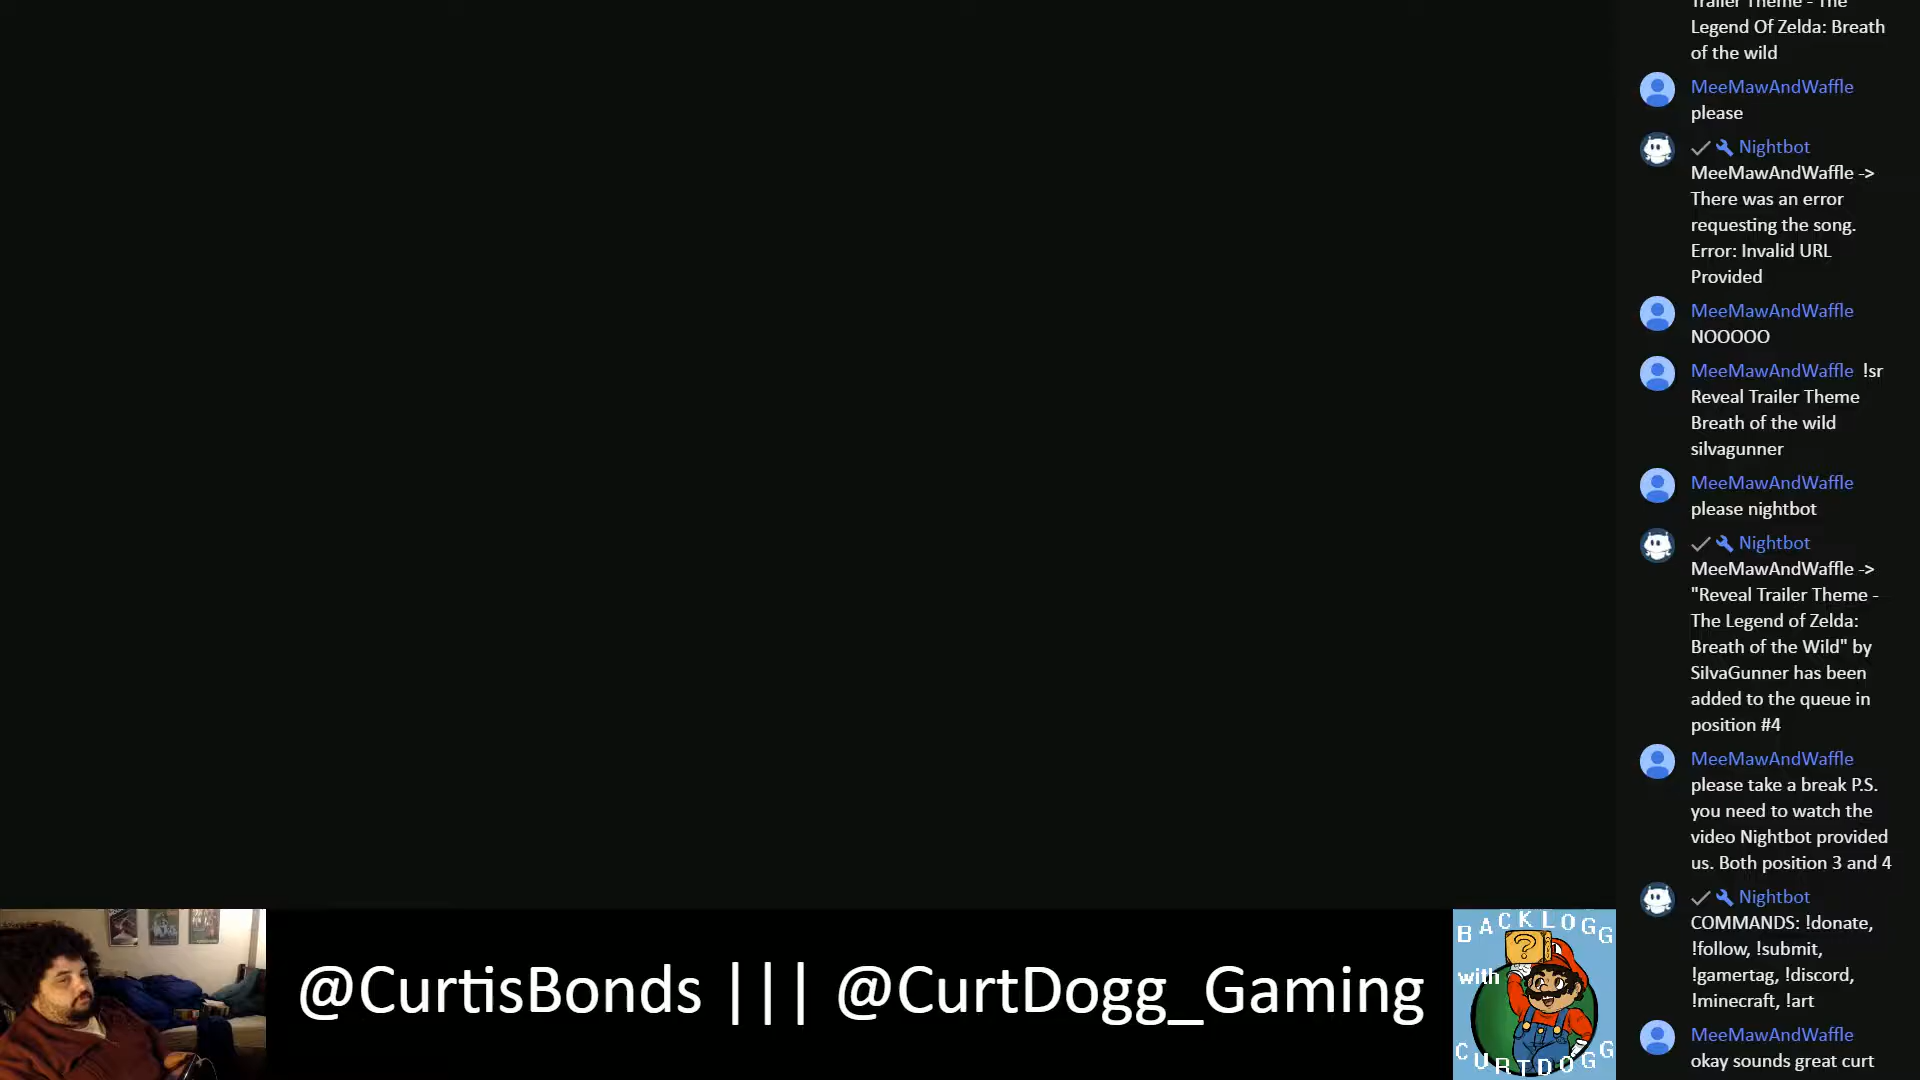 Trailer Theme - The
Legend Of Zelda: Breath
of the wild
MeeMawAndWaffle
please
Nightbot
MeeMawAndWaffle ->
There was an error
requesting the song.
Error: Invalid URL
Provided
MeeMawAndWaffle
NOOOOO
MeeMawAndWaffle !sr
Reveal Trailer Theme
Breath of the wild
silvagunner
MeeMawAndWaffle
please nightbot
Nightbot
MeeMawAndWaffle ->
"Reveal Trailer Theme -
The Legend of Zelda:
Breath of the Wild" by
SilvaGunner has been
added to the queue in
position #4
MeeMawAndWaffle
please take a break P.S.
you need to watch the
video Nightbot provided
us. Both position 3 and 4
Nightbot
COMMANDS: !donate,
!follow, !submit,
!gamertag, !discord,
!minecraft, !art
MeeMawAndWaffle
okay sounds great curt
@CurtisBonds ||| @CurtDogg_Gaming
BACKLOGG
?
with
CURTDOGG